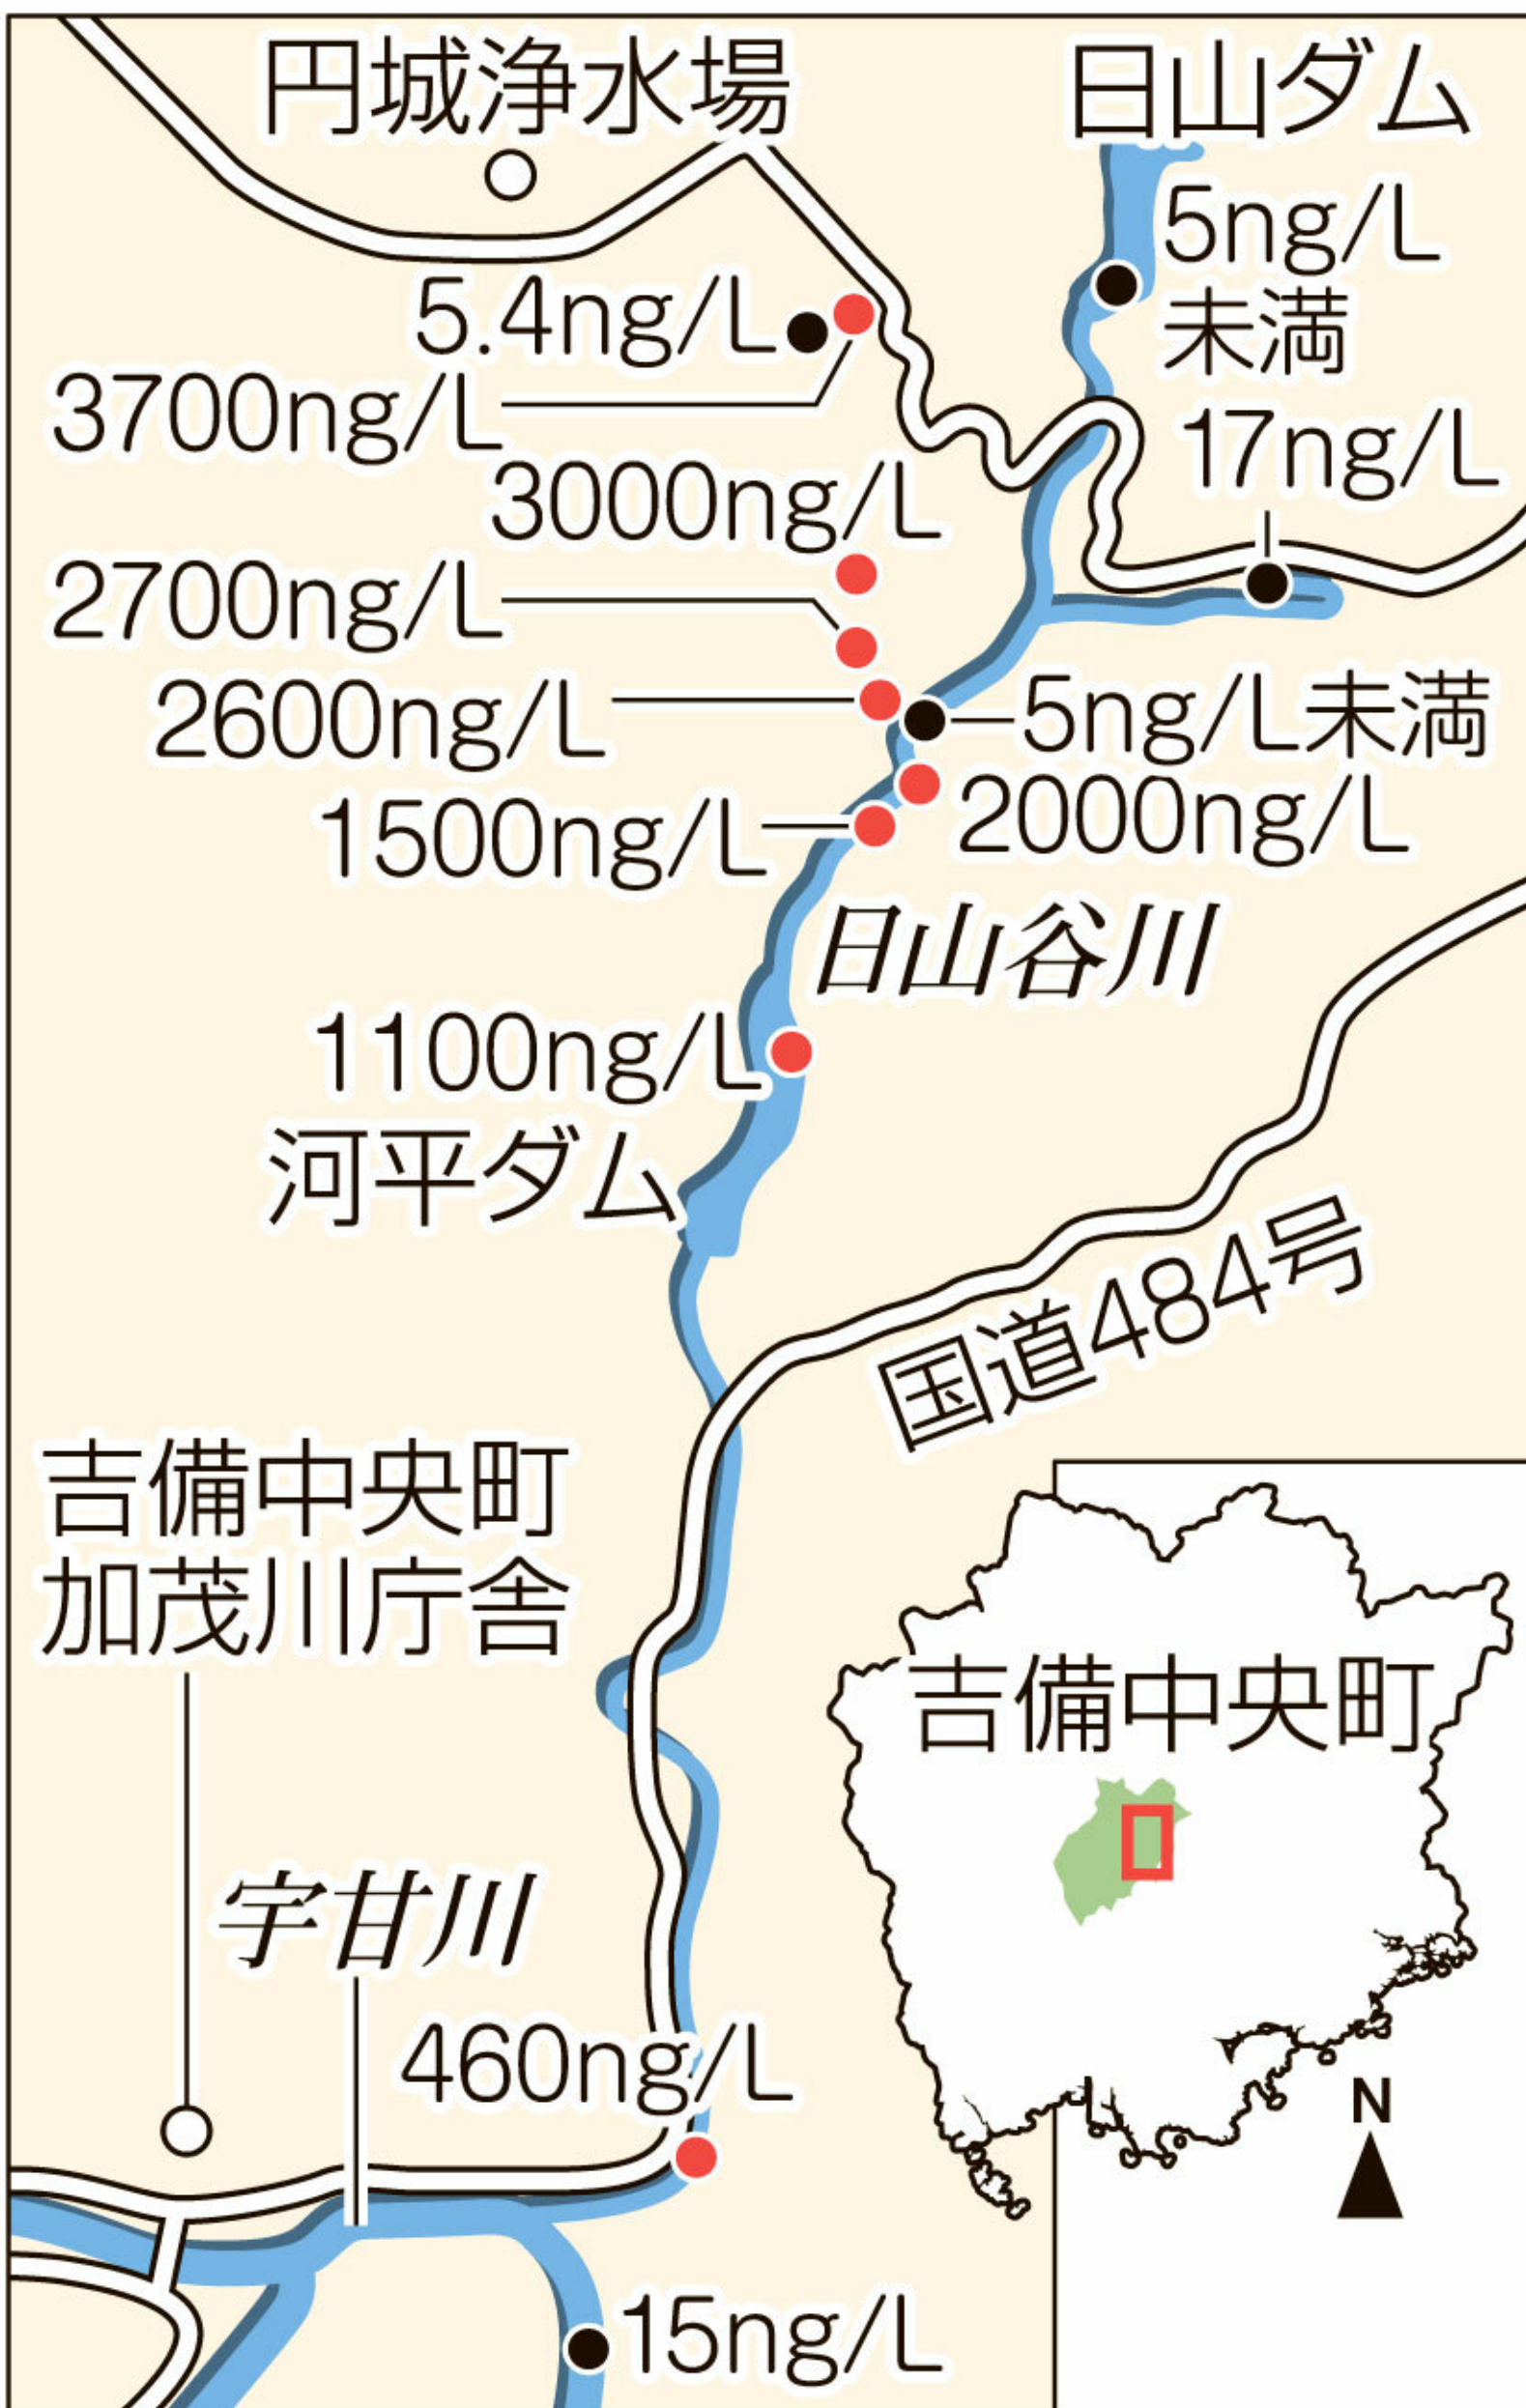 円城浄水場
日山ダム
5ng/L
未満
5.4ng/L
3700ng/L
17ng/L
3000ng/L
2700ng/L
2600ng/L
5ng/L未満
2000ng/L
1500ng/L
日山谷川
1100ng/L
河平ダム
国道484号
吉備中央町
加茂川庁舎
吉備中央町
宇甘川
460ng/L
N
15ng/L